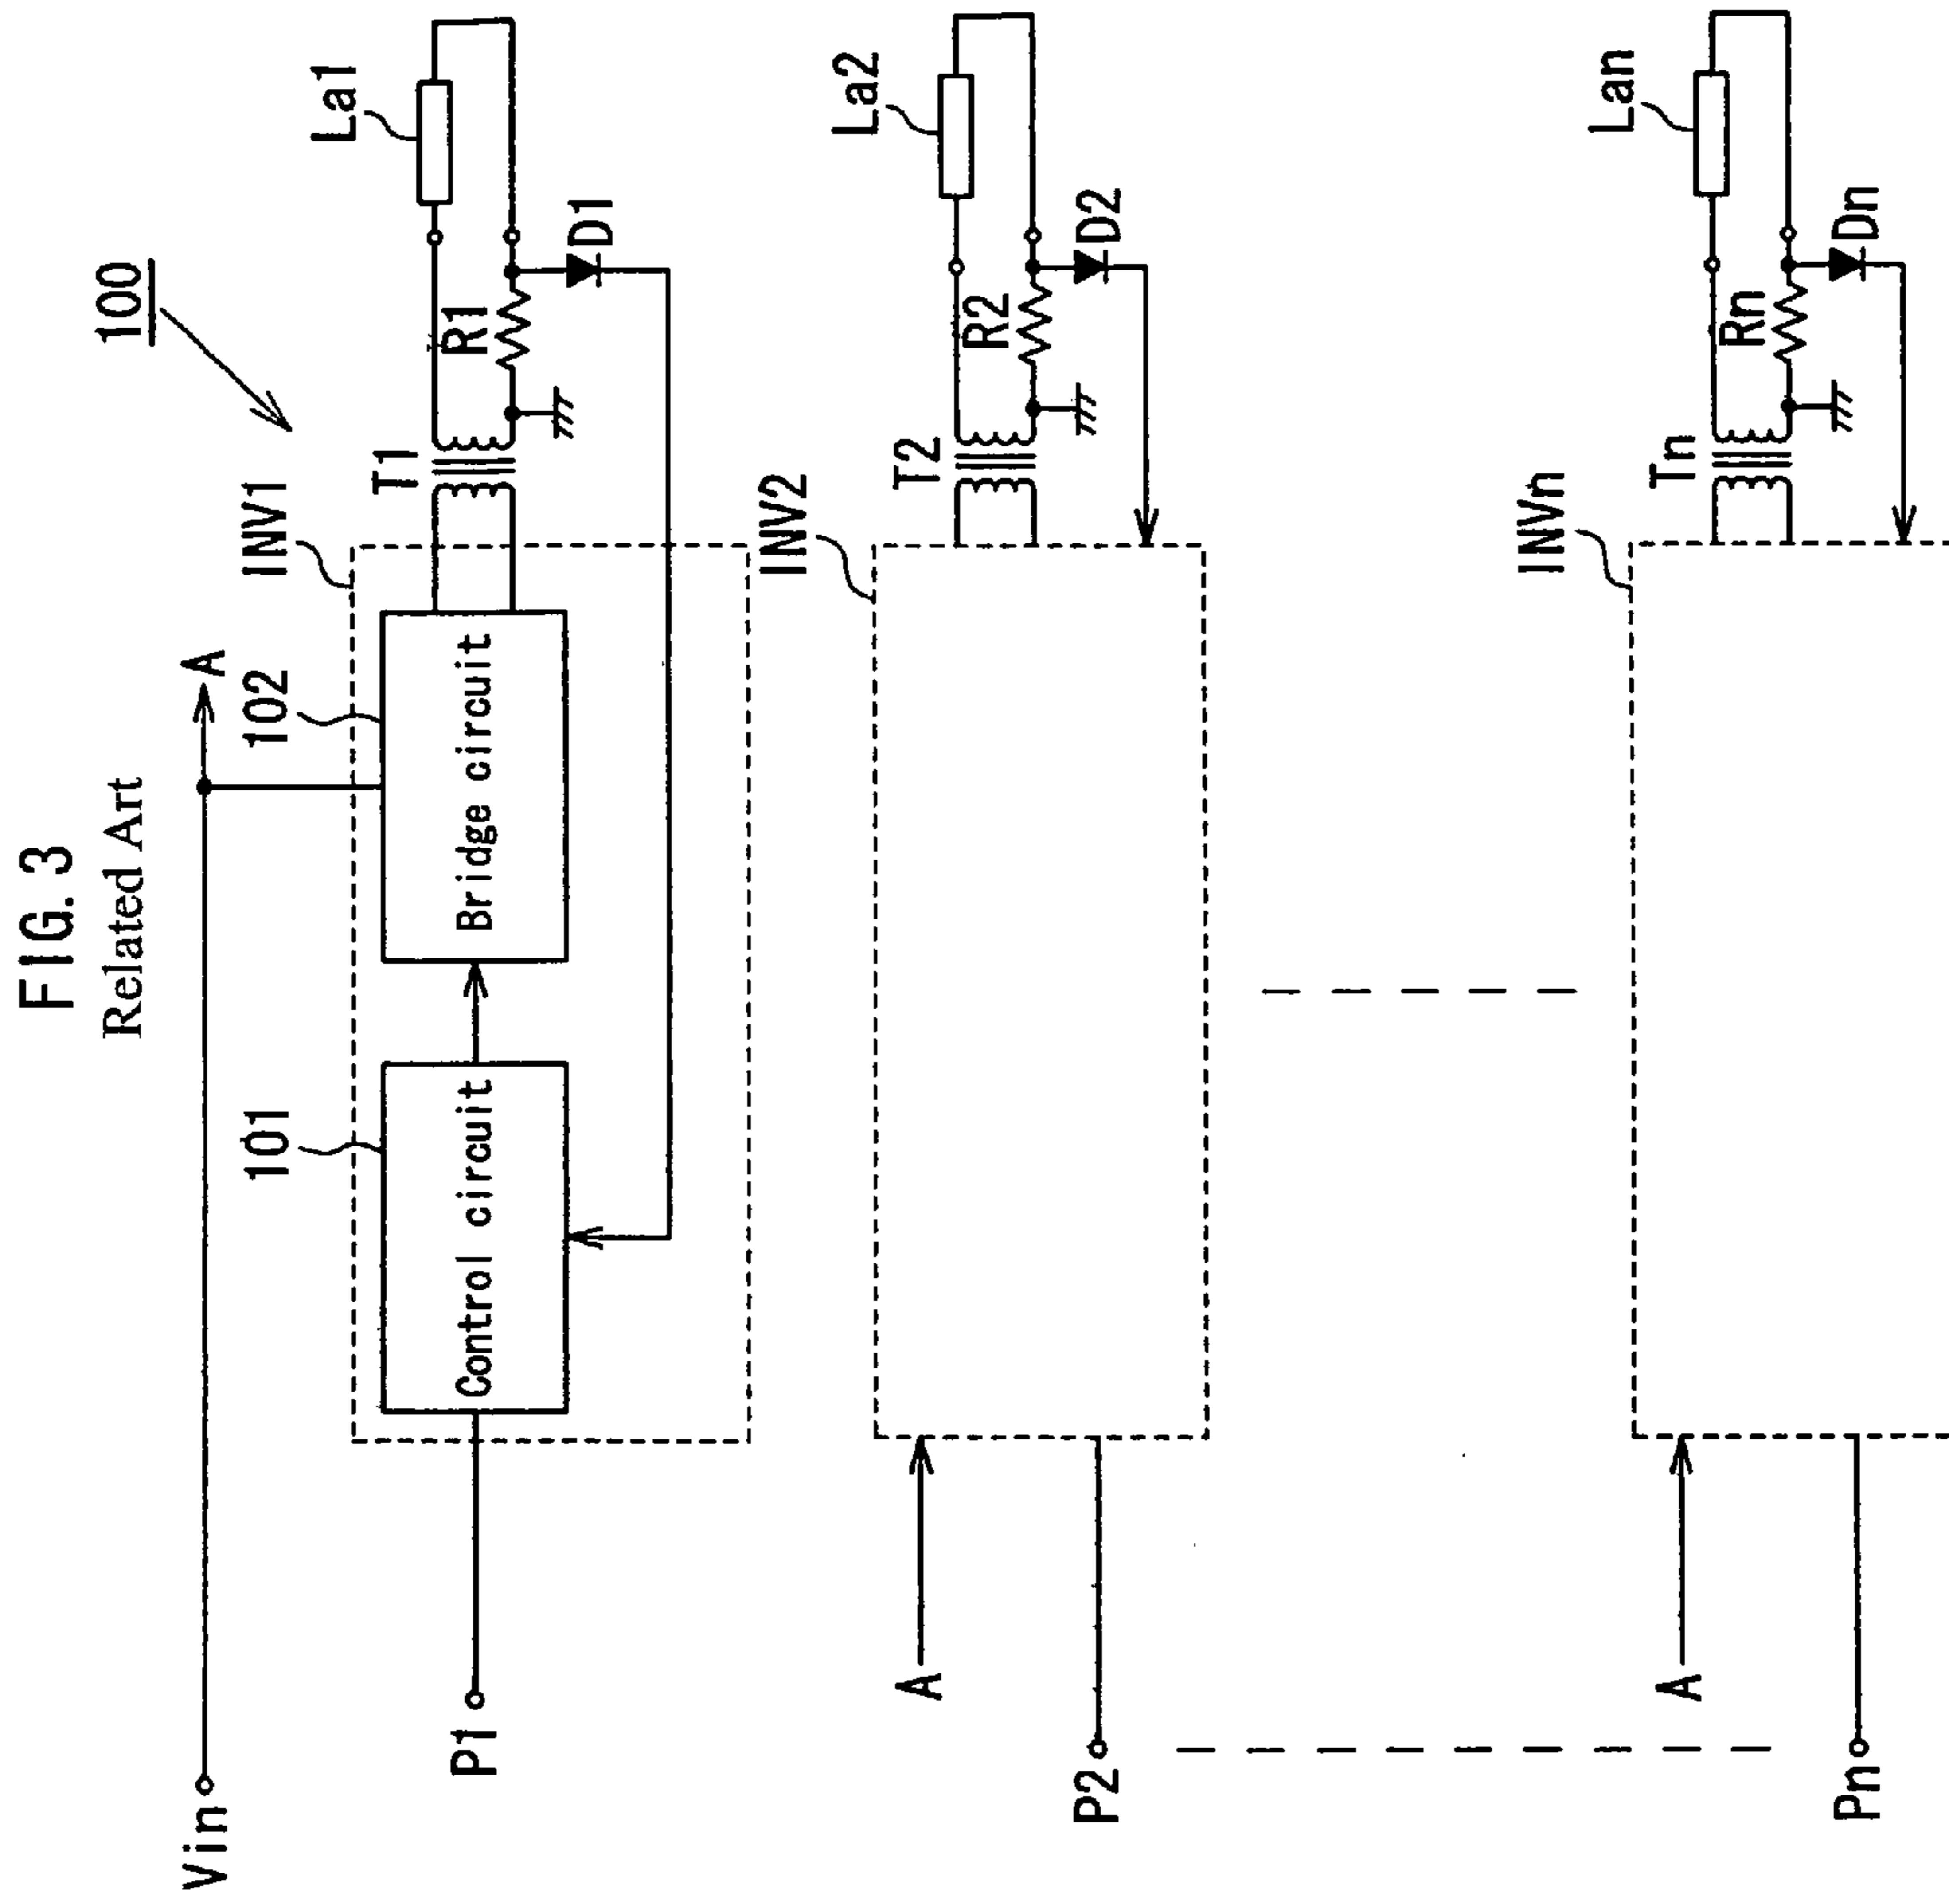 FIG. 3
Related Art
100
Vin
A
101
102
INV1
T1
La1
P1
Control circuit
Bridge circuit
R1
D1
INV2
T2
La2
A
R2
P2
D2
INVn
Tn
Lan
A
Rn
Pn
Dn